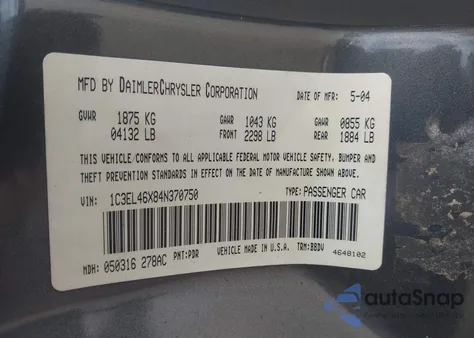 MFD BY DAIMLERCHRYSLER CORPORATION DATE OF MFR: 5-04
GVWR 1875 KG GAWR 1043 KG GAWR 0855 KG
04132 LB FRONT 2298 LB REAR 1884 LB
THIS VEHICLE CONFORMS TO ALL APPLICABLE FEDERAL MOTOR VEHICLE SAFETY, BUMPER AND
THEFT PREVENTION STANDARDS IN EFFECT ON THE DATE OF MANUFACTURE SHOWN ABOVE.
VIN: 1C3EL46X84N370750 TYPE: PASSENGER CAR
VEHICLE MADE IN U.S.A. TRM: BBDV 4648102
MDH: 050316 278AC PNT: PDR
autoSnap